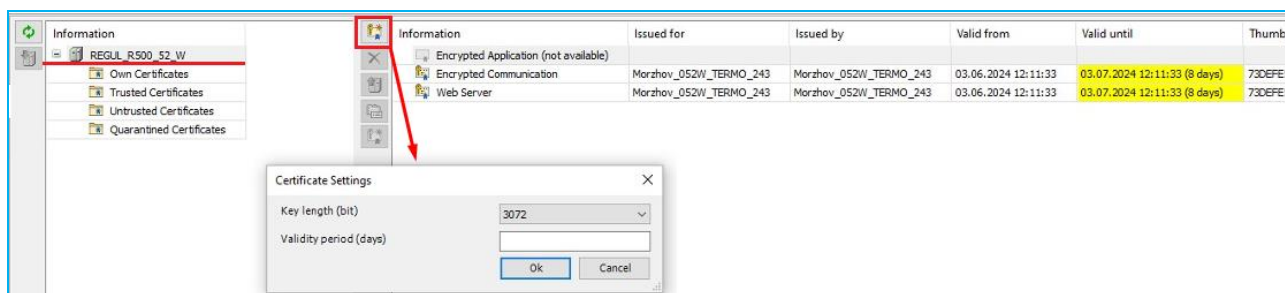 Information
REGUL_R500_52_W
Own Certificates
Trusted Certificates
Untrusted Certificates
Quarantined Certificates
Information Issued for Issued by Valid from Valid until Thumb
Encrypted Application (not available)
Encrypted Communication Morzhov_052W_TERMO_243 Morzhov_052W_TERMO_243 03.06.2024 12:11:33 03.07.2024 12:11:33 (8 days) 73DEFE
Web Server Morzhov_052W_TERMO_243 Morzhov_052W_TERMO_243 03.06.2024 12:11:33 03.07.2024 12:11:33 (8 days) 73DEFE
Certificate Settings
Key length (bit) 3072
Validity period (days)
Ok Cancel